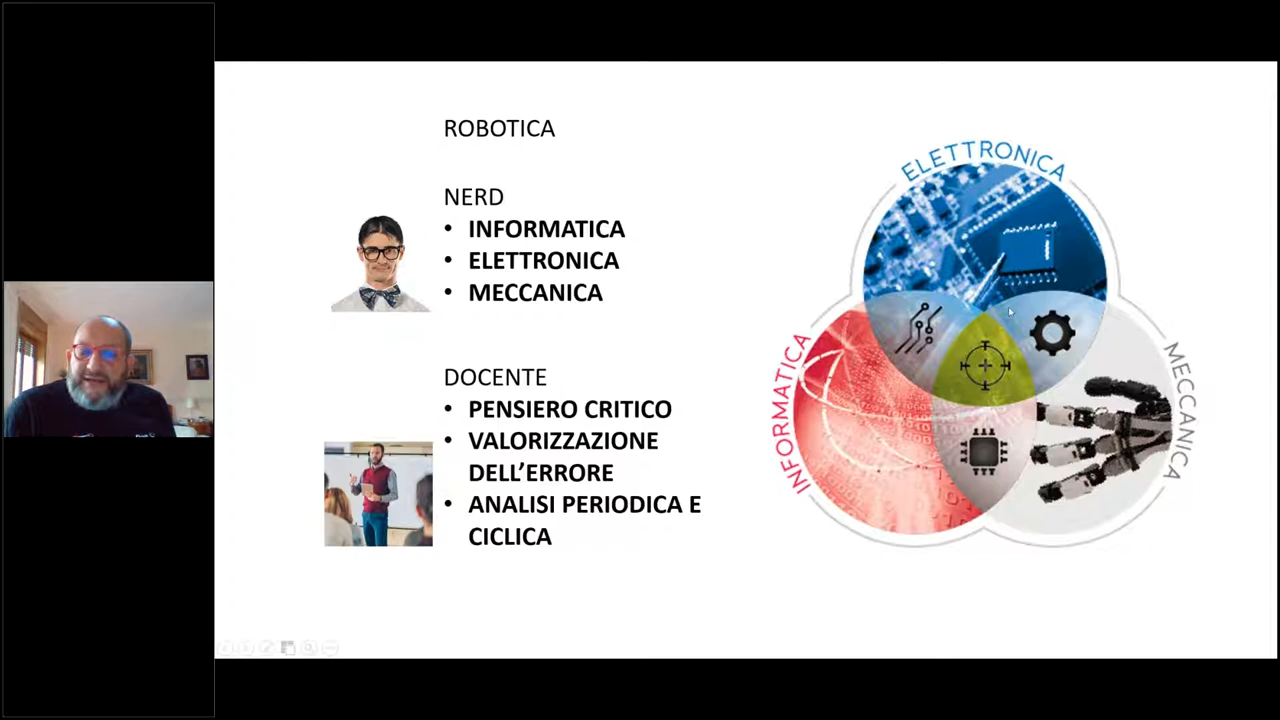 ROBOTICA
NERD
• INFORMATICA
• ELETTRONICA
• MECCANICA
DOCENTE
• PENSIERO CRITICO
• VALORIZZAZIONE
DELL'ERRORE
• ANALISI PERIODICA E
CICLICA
ELETTRONICA
INFORMATICA
MECCANICA